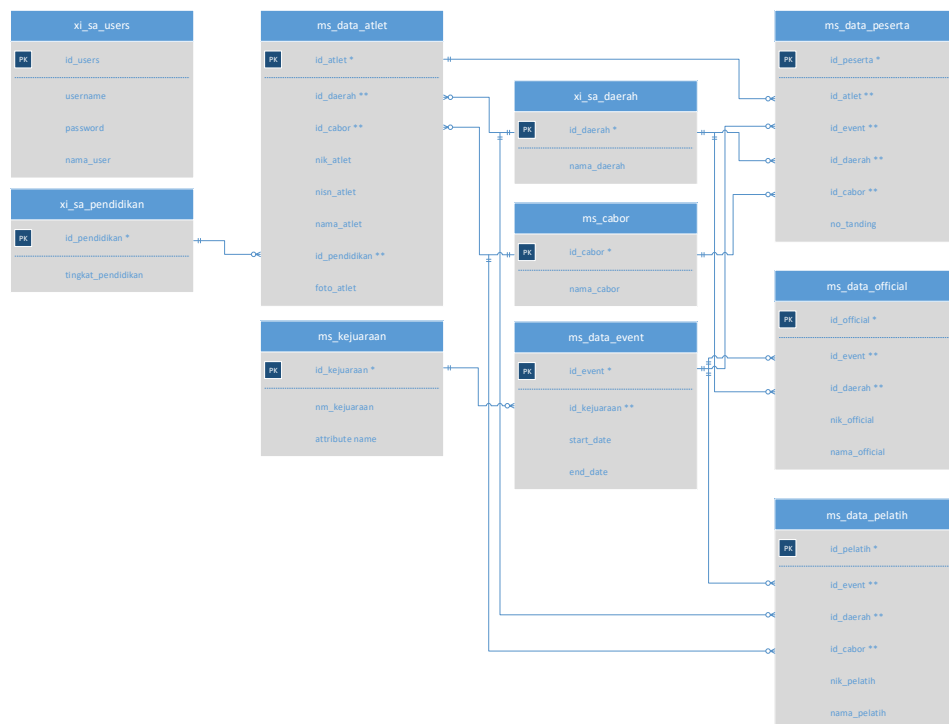 xi_sa_users
PK id_users
username
password
nama_user
xi_sa_pendidikan
PK id_pendidikan *
tingkat_pendidikan
ms_data_atlet
PK id_atlet *
id_daerah **
id_cabor **
nik_atlet
nisn_atlet
nama_atlet
id_pendidikan **
foto_atlet
ms_kejuaraan
PK id_kejuaraan *
nm_kejuaraan
attribute name
xi_sa_daerah
PK id_daerah *
nama_daerah
ms_cabor
PK id_cabor *
nama_cabor
ms_data_event
PK id_event *
id_kejuaraan **
start_date
end_date
ms_data_peserta
PK id_peserta *
id_atlet **
id_event **
id_daerah **
id_cabor **
no_tanding
ms_data_official
PK id_official *
id_event **
id_daerah **
nik_official
nama_official
ms_data_pelatih
PK id_pelatih *
id_event **
id_daerah **
id_cabor **
nik_pelatih
nama_pelatih